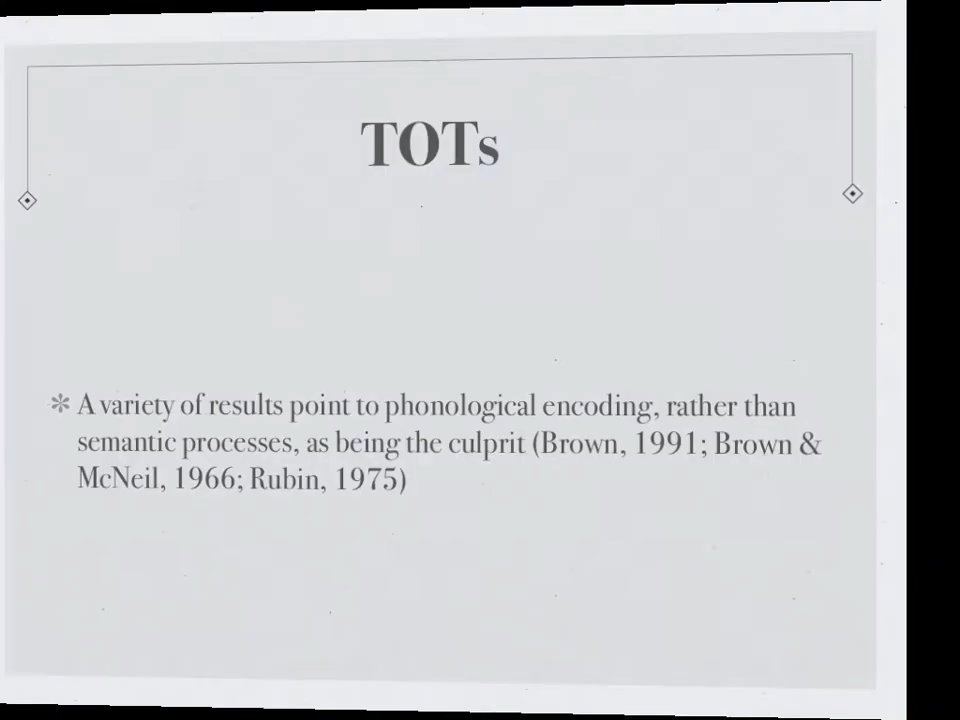 TOTs
* A variety of results point to phonological encoding, rather than
semantic processes, as being the culprit (Brown, 1991; Brown &
McNeil, 1966; Rubin, 1975)